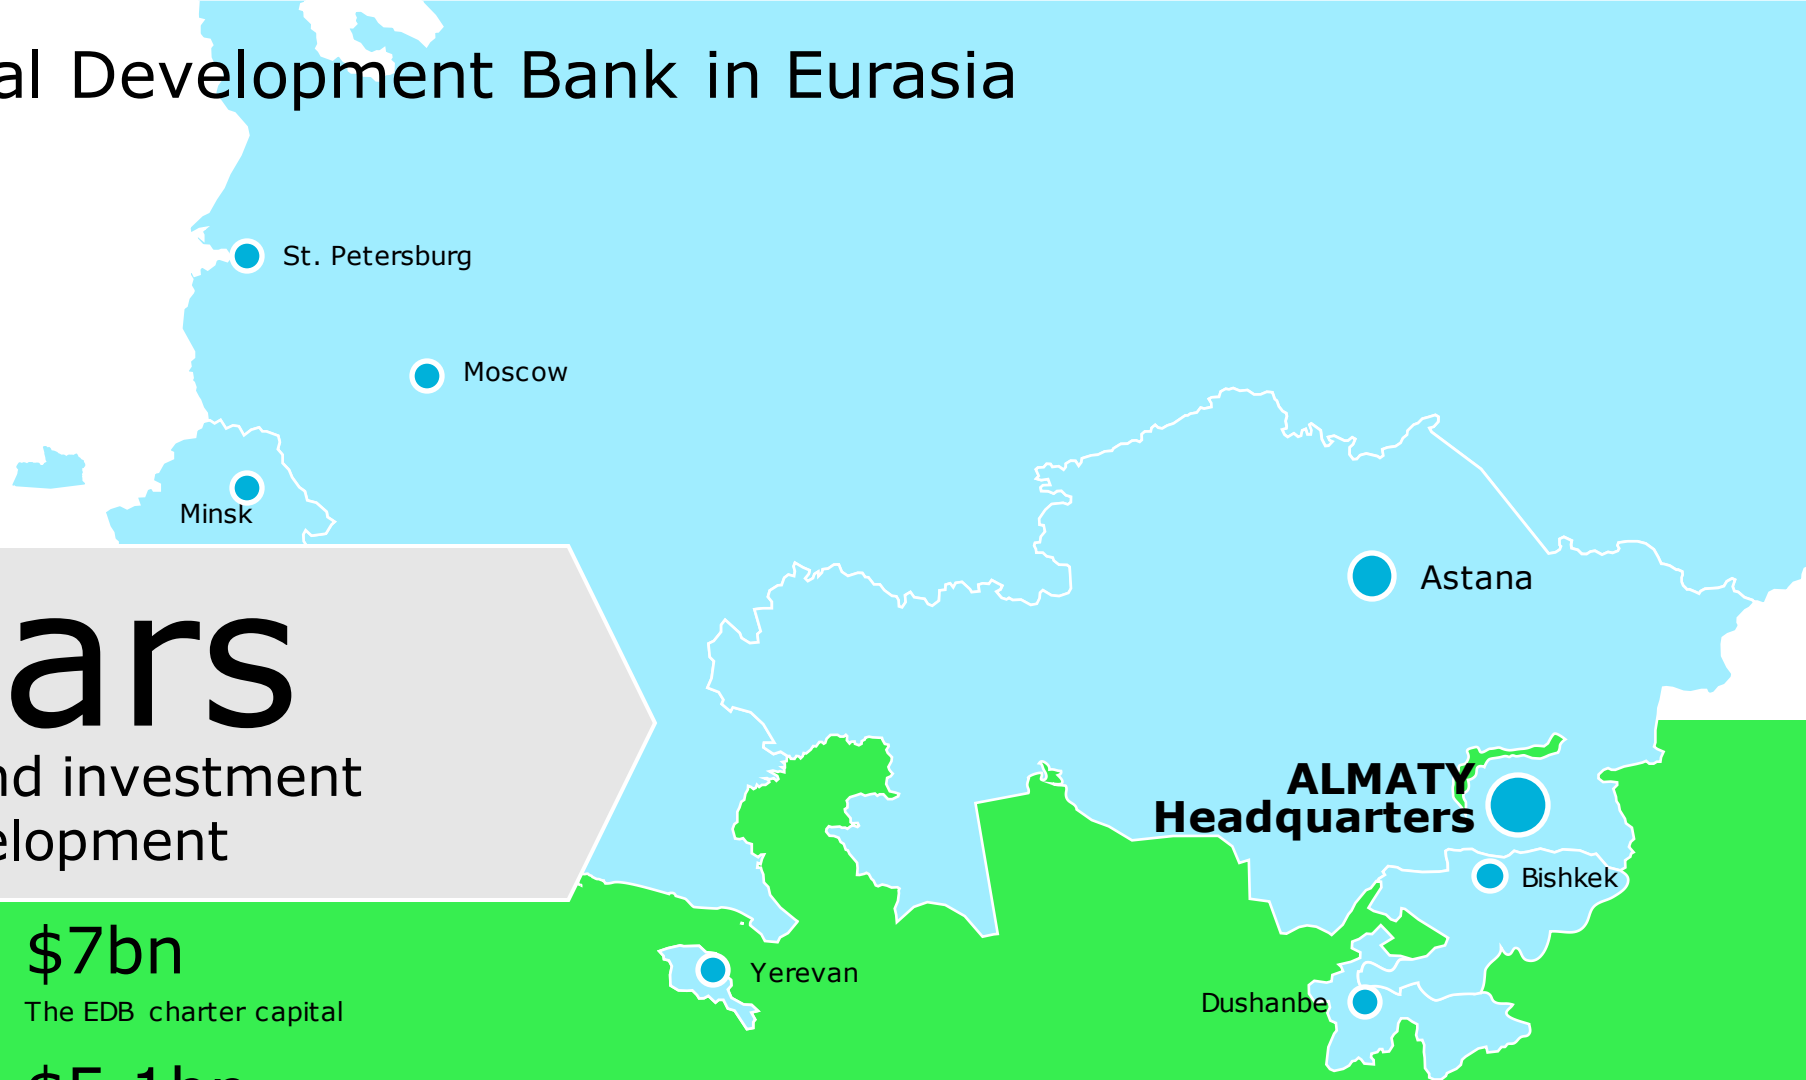 al Development Bank in Eurasia
St. Petersburg
Moscow
Minsk
Astana
ars
nd investment
elopment
ALMATY
Headquarters
Bishkek
$7bn
The EDB charter capital
Yerevan
Dushanbe